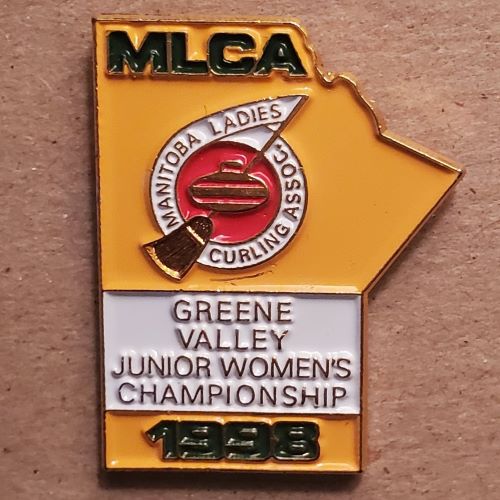 MLCA
MANITOBA LADIES
CURLING ASSOC.
GREENE
VALLEY
JUNIOR WOMEN'S
CHAMPIONSHIP
1998